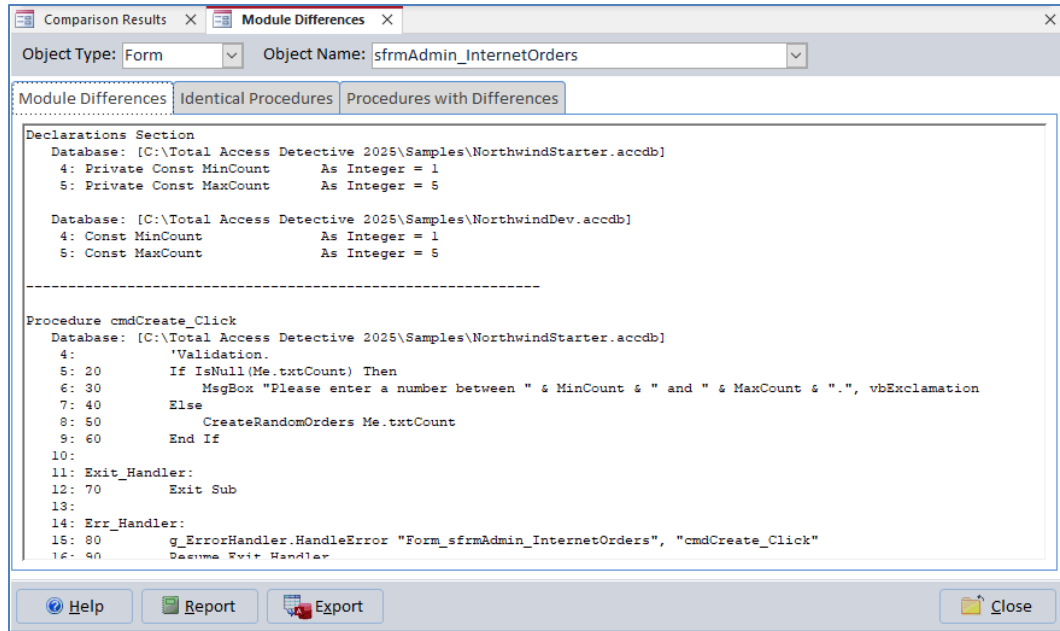 Comparison Results
Module Differences
Object Type: Form Object Name: sfrmAdmin_InternetOrders
Module Differences Identical Procedures Procedures with Differences
Declarations Section
Database: [C:\Total Access Detective 2025\Samples\NorthwindStarter.accdb]
4: Private Const MinCount As Integer = 1
5: Private Const MaxCount As Integer = 5
Database: [C:\Total Access Detective 2025\Samples\NorthwindDev.accdb]
4: Const MinCount As Integer = 1
5: Const MaxCount As Integer = 5
-------------------------------------------------------------
Procedure cmdCreate_Click
Database: [C:\Total Access Detective 2025\Samples\NorthwindStarter.accdb]
4: 'Validation.
5: 20 If IsNull(Me.txtCount) Then
6: 30 MsgBox "Please enter a number between " & MinCount & " and " & MaxCount & ".", vbExclamation
7: 40 Else
8: 50 CreateRandomOrders Me.txtCount
9: 60 End If
10:
11: Exit_Handler:
12: 70 Exit Sub
13:
14: Err_Handler:
15: 80 g_ErrorHandler.HandleError "Form_sfrmAdmin_InternetOrders", "cmdCreate_Click"
16: 90 Resume Exit_Handler
Help Report Export Close